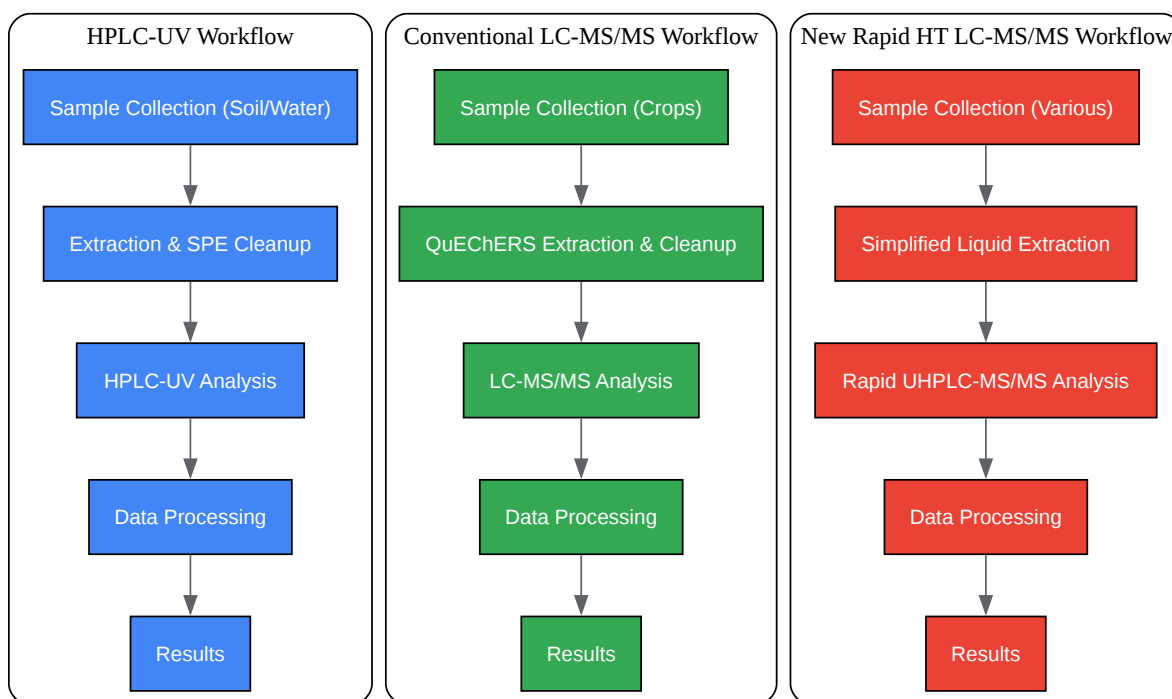 HPLC-UV Workflow
Sample Collection (Soil/Water)
Extraction & SPE Cleanup
HPLC-UV Analysis
Data Processing
Results
Conventional LC-MS/MS Workflow
Sample Collection (Crops)
QuEChERS Extraction & Cleanup
LC-MS/MS Analysis
Data Processing
Results
New Rapid HT LC-MS/MS Workflow
Sample Collection (Various)
Simplified Liquid Extraction
Rapid UHPLC-MS/MS Analysis
Data Processing
Results